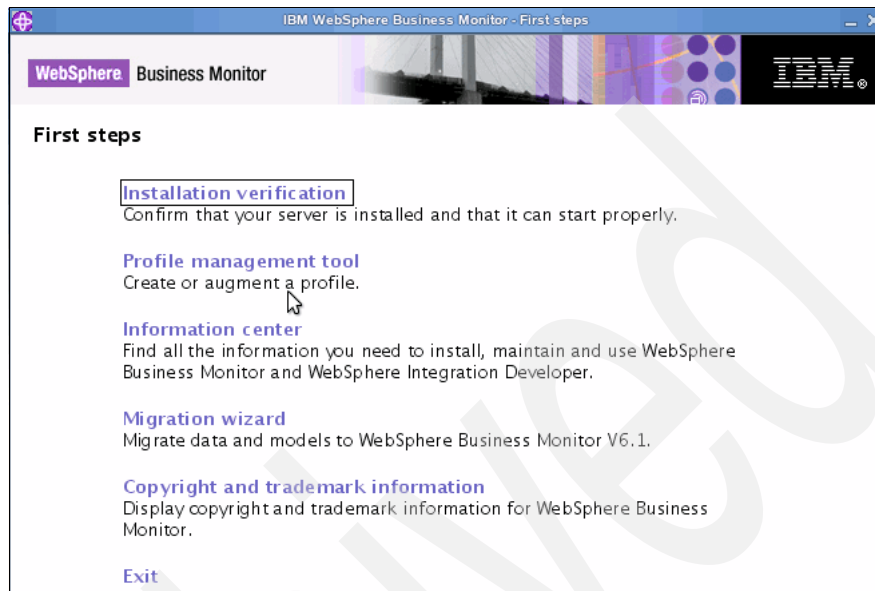 IBM WebSphere Business Monitor - First steps
WebSphere. Business Monitor
IBM®
First steps
Installation verification
Confirm that your server is installed and that it can start properly.
Profile management tool
Create or augment a profile.
Information center
Find all the information you need to install, maintain and use WebSphere
Business Monitor and WebSphere Integration Developer.
Migration wizard
Migrate data and models to WebSphere Business Monitor V6.1.
Copyright and trademark information
Display copyright and trademark information for WebSphere Business
Monitor.
Exit